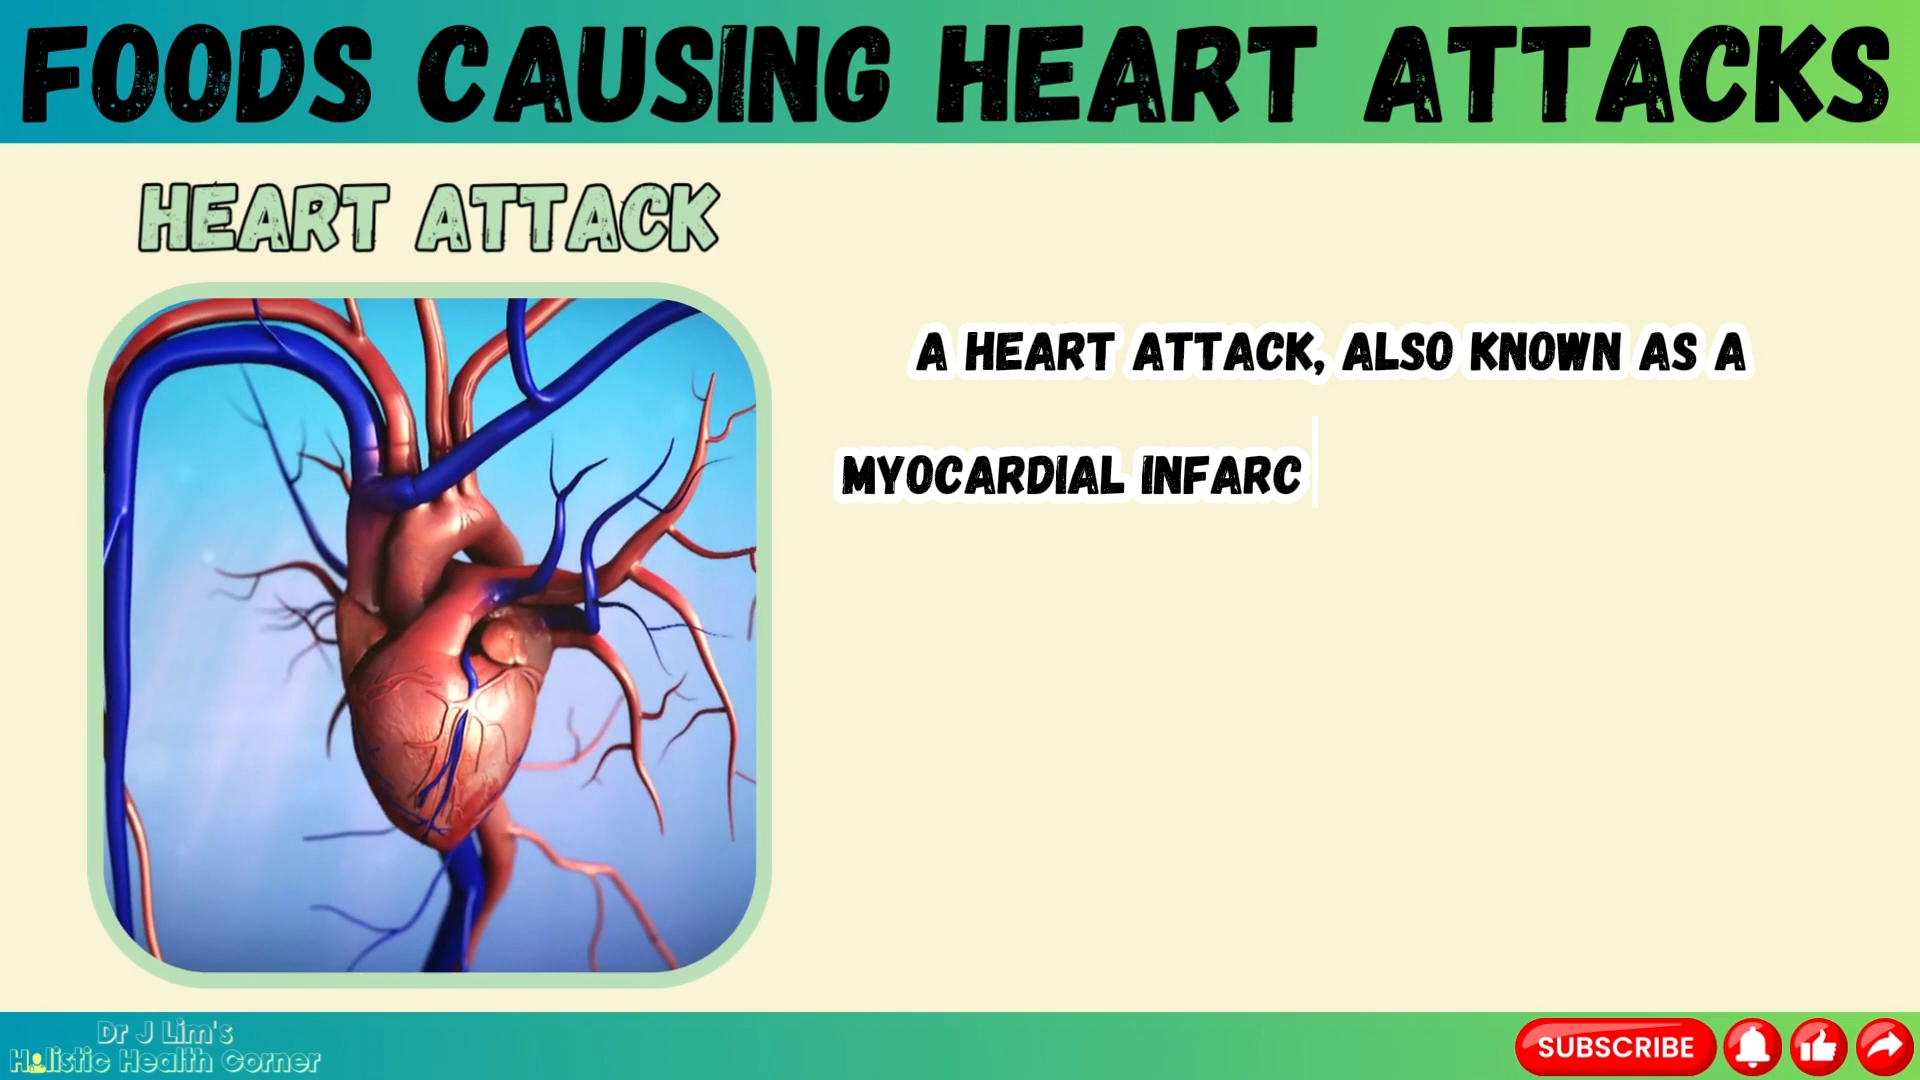 FOODS CAUSING HEART ATTACKS
HEART ATTACK
A HEART ATTACK, ALSO KNOWN AS A
MYOCARDIAL INFARC
Dr J Lim's
Holistic Health Corner
SUBSCRIBE